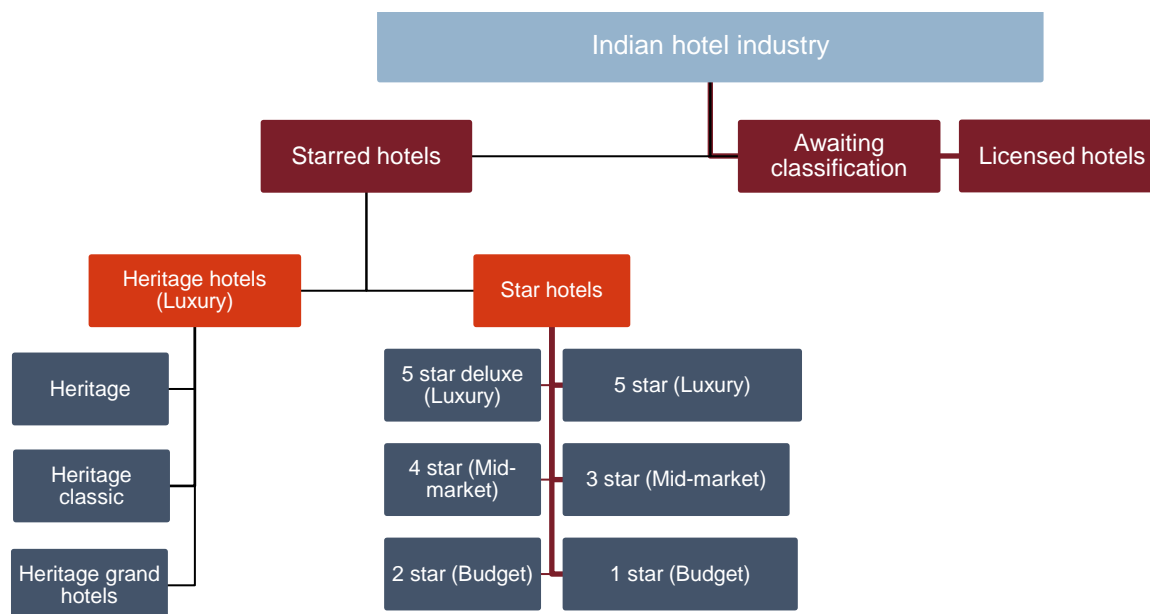 Indian hotel industry
Starred hotels
Awaiting
classification
Licensed hotels
Heritage hotels
(Luxury)
Star hotels
Heritage
5 star deluxe
(Luxury)
5 star (Luxury)
Heritage
classic
4 star (Mid-
market)
3 star (Mid-market)
Heritage grand
hotels
2 star (Budget)
1 star (Budget)